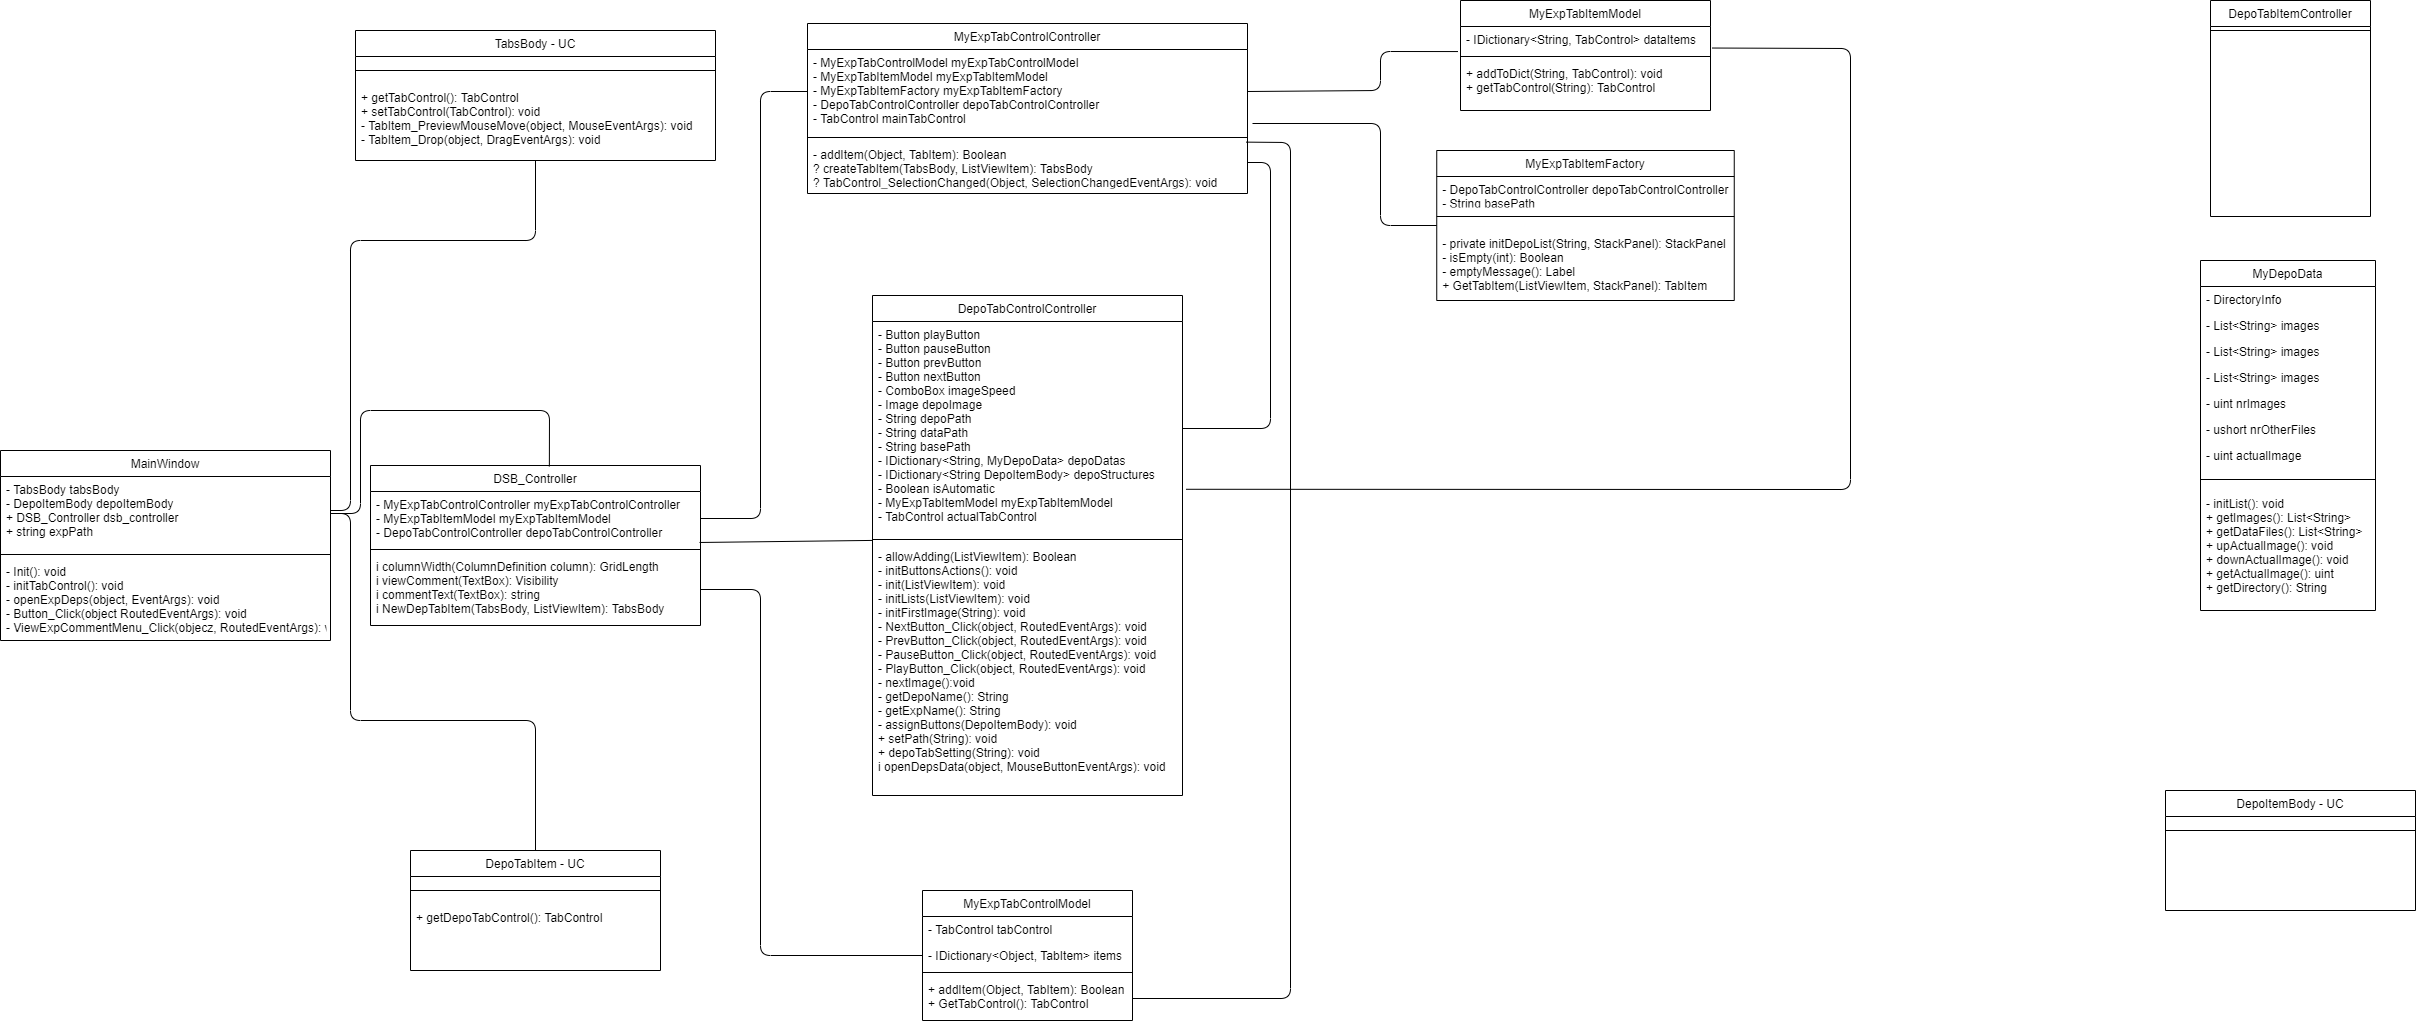 TabsBody - UC
+ getTabControl(): TabControl
+ setTabControl(TabControl): void
- TabItem_PreviewMouseMove(object, MouseEventArgs): void
- TabItem_Drop(object, DragEventArgs): void
MyExpTabControlController
- MyExpTabControlModel myExpTabControlModel
- MyExpTabItemModel myExpTabItemModel
- MyExpTabItemFactory myExpTabItemFactory
- DepoTabControlController depoTabControlController
- TabControl mainTabControl
- addItem(Object, TabItem): Boolean
? createTabItem(TabsBody, ListViewItem): TabsBody
? TabControl_SelectionChanged(Object, SelectionChangedEventArgs): void
MyExpTabItemModel
- IDictionary<String, TabControl> dataItems
+ addToDict(String, TabControl): void
+ getTabControl(String): TabControl
MyExpTabItemFactory
- DepoTabControlController depoTabControlController
- String basePath
- private initDepoList(String, StackPanel): StackPanel
- isEmpty(int): Boolean
- emptyMessage(): Label
+ GetTabItem(ListViewItem, StackPanel): TabItem
DepoTabItemController
MyDepoData
- DirectoryInfo
- List<String> images
- List<String> images
- List<String> images
- uint nrImages
- ushort nrOtherFiles
- uint actualImage
- initList(): void
+ getImages(): List<String>
+ getDataFiles(): List<String>
+ upActualImage(): void
+ downActualImage(): void
+ getActualImage(): uint
+ getDirectory(): String
MainWindow
- TabsBody tabsBody
- DepoItemBody depoItemBody
+ DSB_Controller dsb_controller
+ string expPath
- Init(): void
- initTabControl(): void
- openExpDeps(object, EventArgs): void
- Button_Click(object RoutedEventArgs): void
- ViewExpCommentMenu_Click(objecz, RoutedEventArgs):
DSB_Controller
- MyExpTabControlController myExpTabControlController
- MyExpTabItemModel myExpTabItemModel
- DepoTabControlController depoTabControlController
i columnWidth(ColumnDefinition column): GridLength
i viewComment(TextBox): Visibility
i commentText(TextBox): string
i NewDepTabItem(TabsBody, ListViewItem): TabsBody
DepoTabControlController
- Button playButton
- Button pauseButton
- Button prevButton
- Button nextButton
- ComboBox imageSpeed
- Image depoImage
- String depoPath
- String dataPath
- String basePath
- IDictionary<String, MyDepoData> depoDatas
- IDictionary<String DepoItemBody> depoStructures
- Boolean isAutomatic
- MyExpTabItemModel myExpTabItemModel
- TabControl actualTabControl
- allowAdding(ListViewItem): Boolean
- initButtonsActions(): void
- init(ListViewItem): void
- initLists(ListViewItem): void
- initFirstImage(String): void
- NextButton_Click(object, RoutedEventArgs): void
- PrevButton_Click(object, RoutedEventArgs): void
- PauseButton_Click(object, RoutedEventArgs): void
- PlayButton_Click(object, RoutedEventArgs): void
- nextImage():void
- getDepoName(): String
- getExpName(): String
- assignButtons(DepoItemBody): void
+ setPath(String): void
+ depoTabSetting(String): void
i openDepsData(object, MouseButtonEventArgs): void
DepoTabItem - UC
+ getDepoTabControl(): TabControl
MyExpTabControlModel
- TabControl tabControl
- IDictionary<Object, TabItem> items
+ addItem(Object, TabItem): Boolean
+ GetTabControl(): TabControl
DepoItemBody - UC